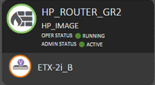 HP_ROUTER_GR2
HP_IMAGE
OPER STATUS RUNNING
ADMIN STATUS ACTIVE
ETX-2i_B